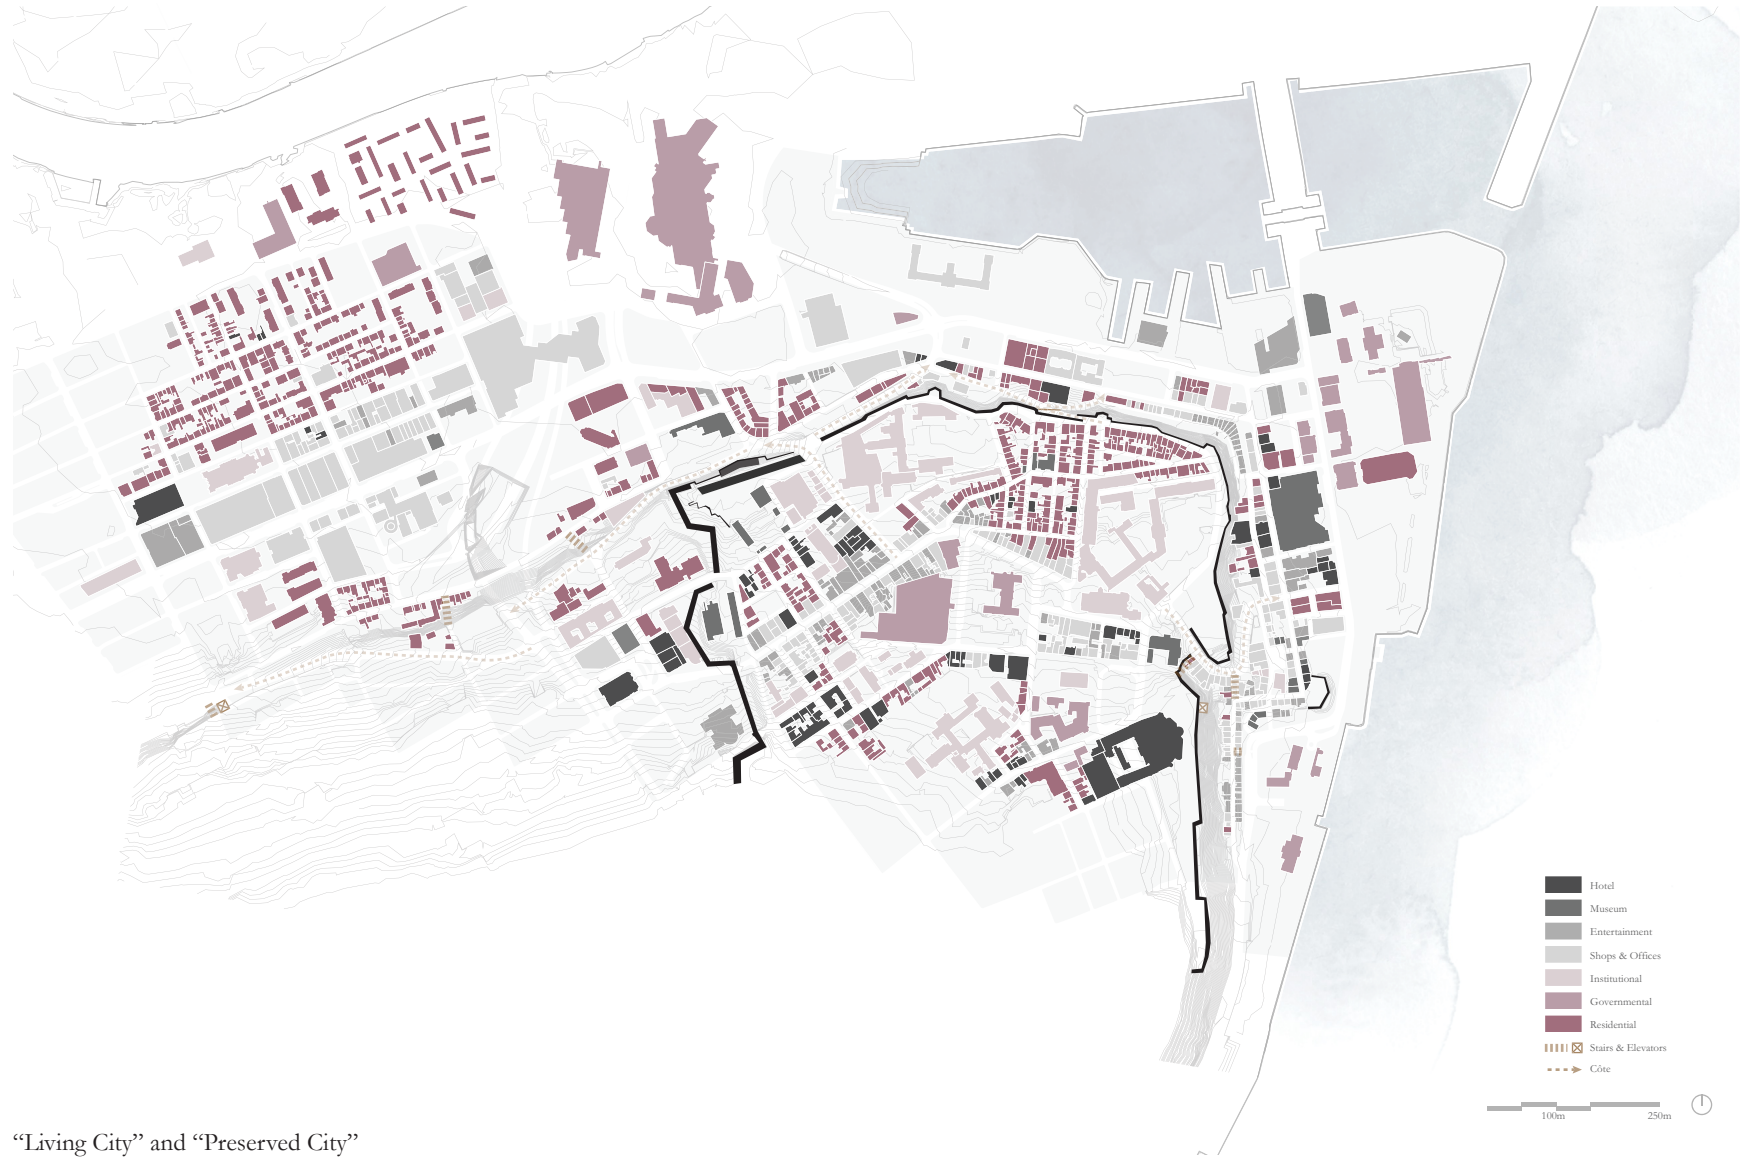 Hotel
Museum
Entertainment
Shops & Offices
Institutional
Governmental
Residential
Stairs & Elevators
Côte
100m
250m
“Living City” and “Preserved City”